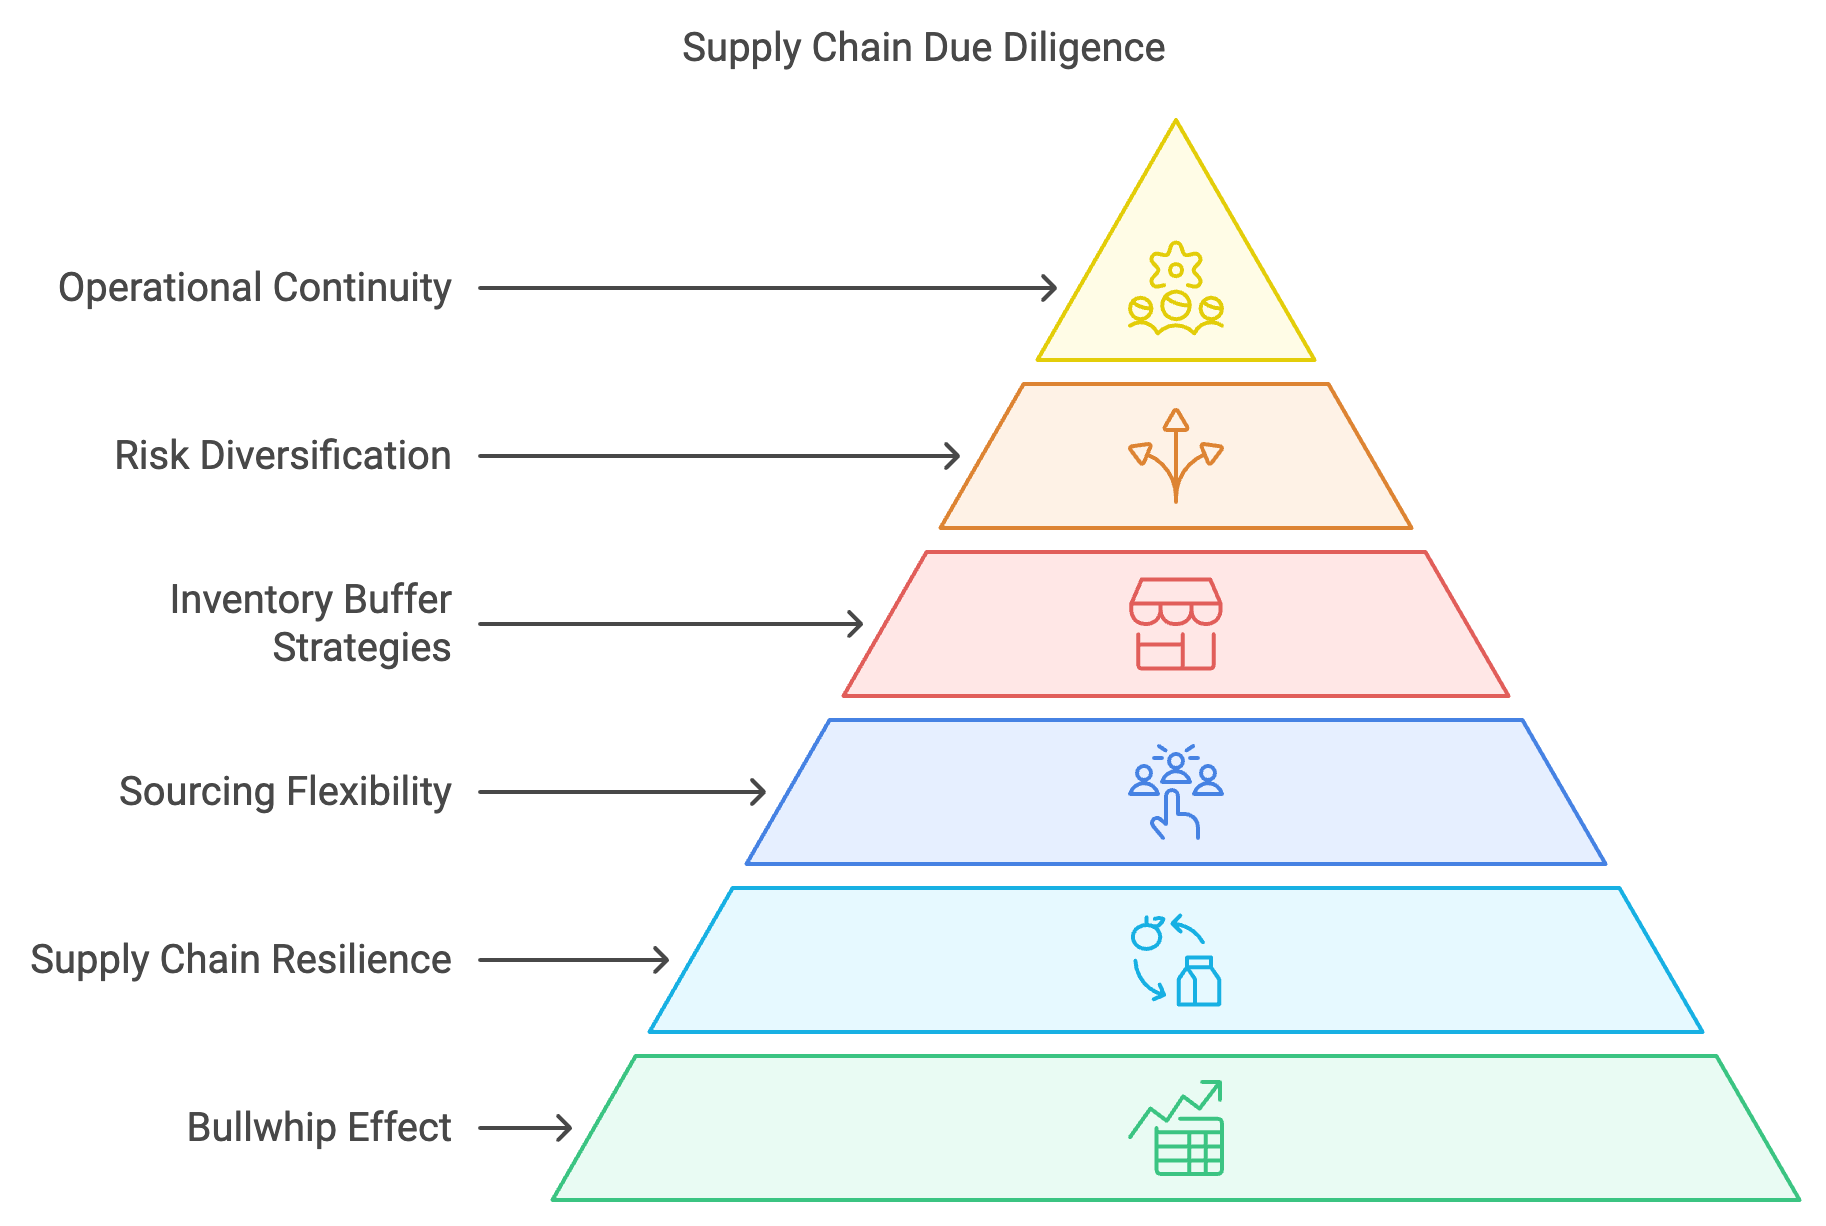 Supply Chain Due Diligence
Operational Continuity
Risk Diversification
Inventory Buffer
Strategies
Sourcing Flexibility
Supply Chain Resilience
Bullwhip Effect